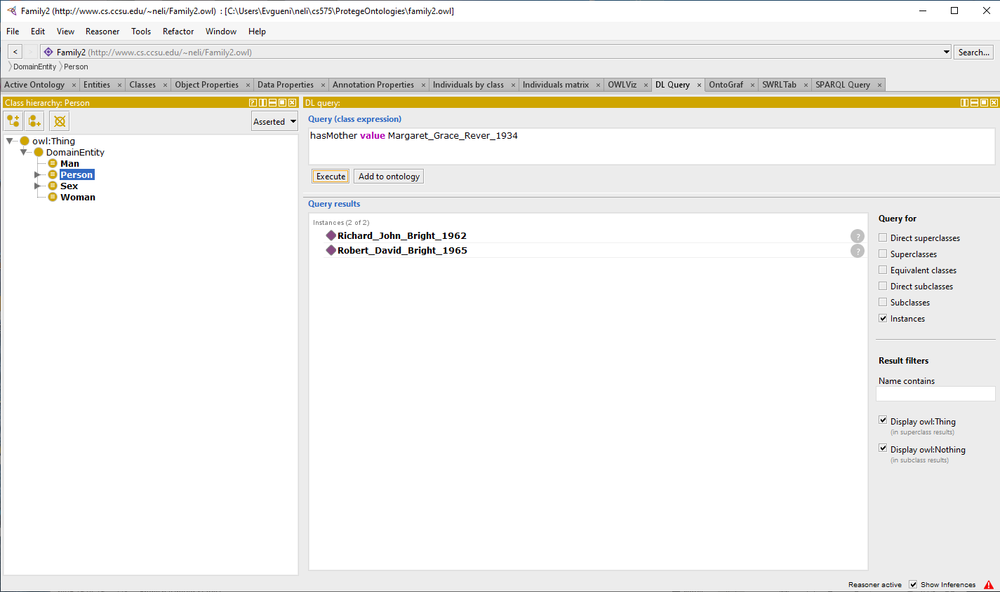 Family2 (http://www.cs.ccsu.edu/~neli/Family2.owl) : [C:\Users\Evgueni\neli\cs575\ProtegeOntologies\family2.owl]
File Edit View Reasoner Tools Refactor Window Help
< > Family2 (http://www.cs.ccsu.edu/~neli/Family2.owl) Search...
DomainEntity Person
Active Ontology × Entities × Classes × Object Properties × Data Properties × Annotation Properties × Individuals by class × Individuals matrix × OWLViz × DL Query × OntoGraf × SWRLTab × SPARQL Query ×
Class hierarchy: Person
Asserted
owl:Thing
DomainEntity
Man
Person
Sex
Woman
DL query:
Query (class expression)
hasMother value Margaret_Grace_Rever_1934
Execute Add to ontology
Query results
Instances (2 of 2)
Richard_John_Bright_1962 ?
Robert_David_Bright_1965 ?
Query for
Direct superclasses
Superclasses
Equivalent classes
Direct subclasses
Subclasses
Instances
Result filters
Name contains
Display owl:Thing
(in superclass results)
Display owl:Nothing
(in subclass results)
Reasoner active Show Inferences